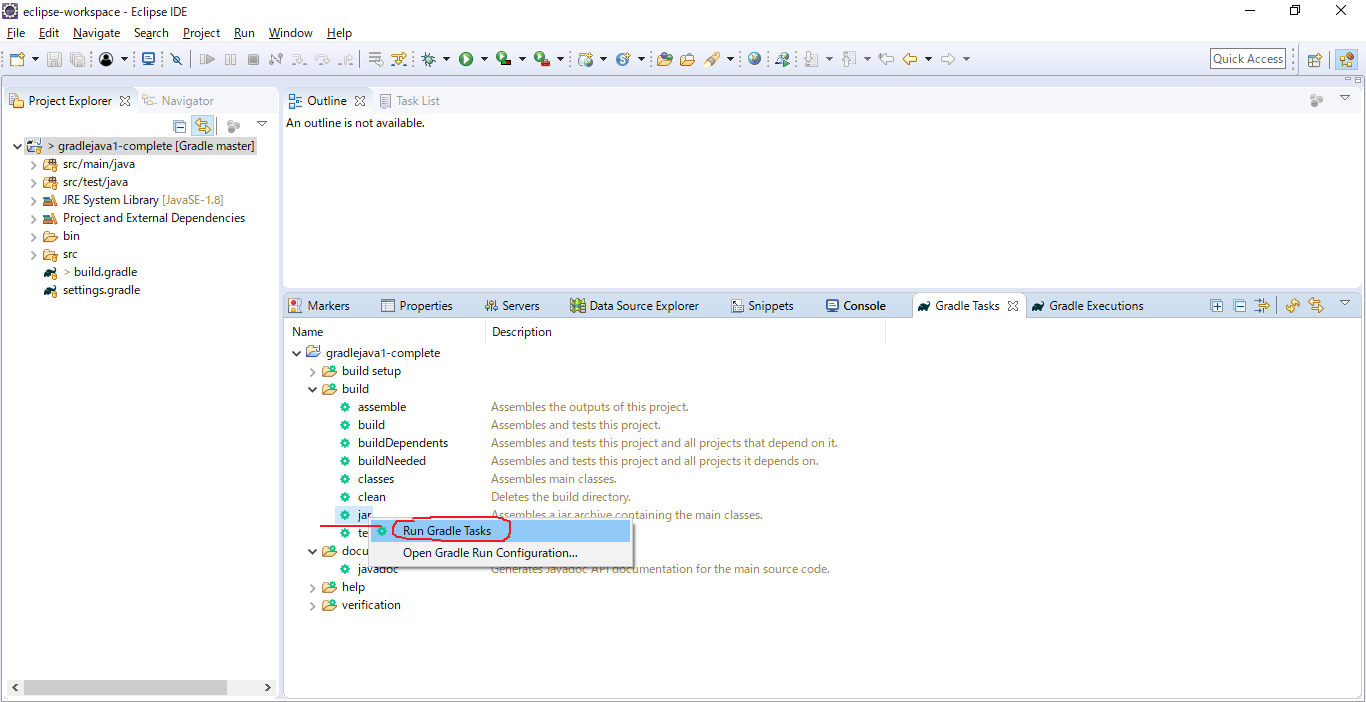 eclipse-workspace - Eclipse IDE
File Edit Navigate Search Project Run Window Help
Quick Access
Project Explorer Navigator
> gradlejava1-complete [Gradle master]
src/main/java
src/test/java
JRE System Library [JavaSE-1.8]
Project and External Dependencies
bin
src
> build.gradle
settings.gradle
Outline Task List
An outline is not available.
Markers Properties Servers Data Source Explorer Snippets Console Gradle Tasks Gradle Executions
Name Description
gradlejava1-complete
build setup
build
assemble Assembles the outputs of this project.
build Assembles and tests this project.
buildDependents Assembles and tests this project and all projects that depend on it.
buildNeeded Assembles and tests this project and all projects it depends on.
classes Assembles main classes.
clean Deletes the build directory.
jar Assembles a jar archive containing the main classes.
te
Run Gradle Tasks
Open Gradle Run Configuration...
docu
javadoc Generates Javadoc API documentation for the main source code.
help
verification